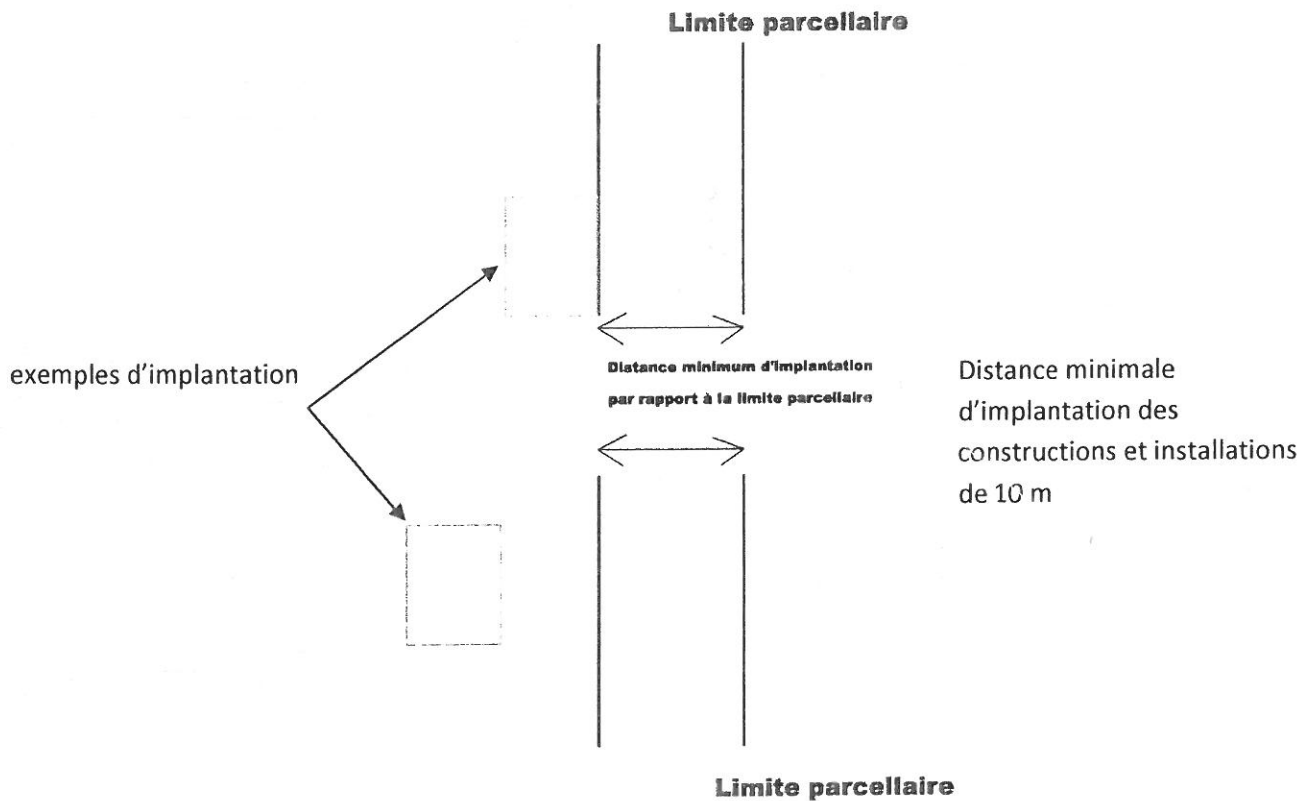 Limite parcellaire
exemples d'implantation
Distance minimum d'implantation
par rapport à la limite parcellaire
Distance minimale
d'implantation des
constructions et installations
de 10 m
Limite parcellaire